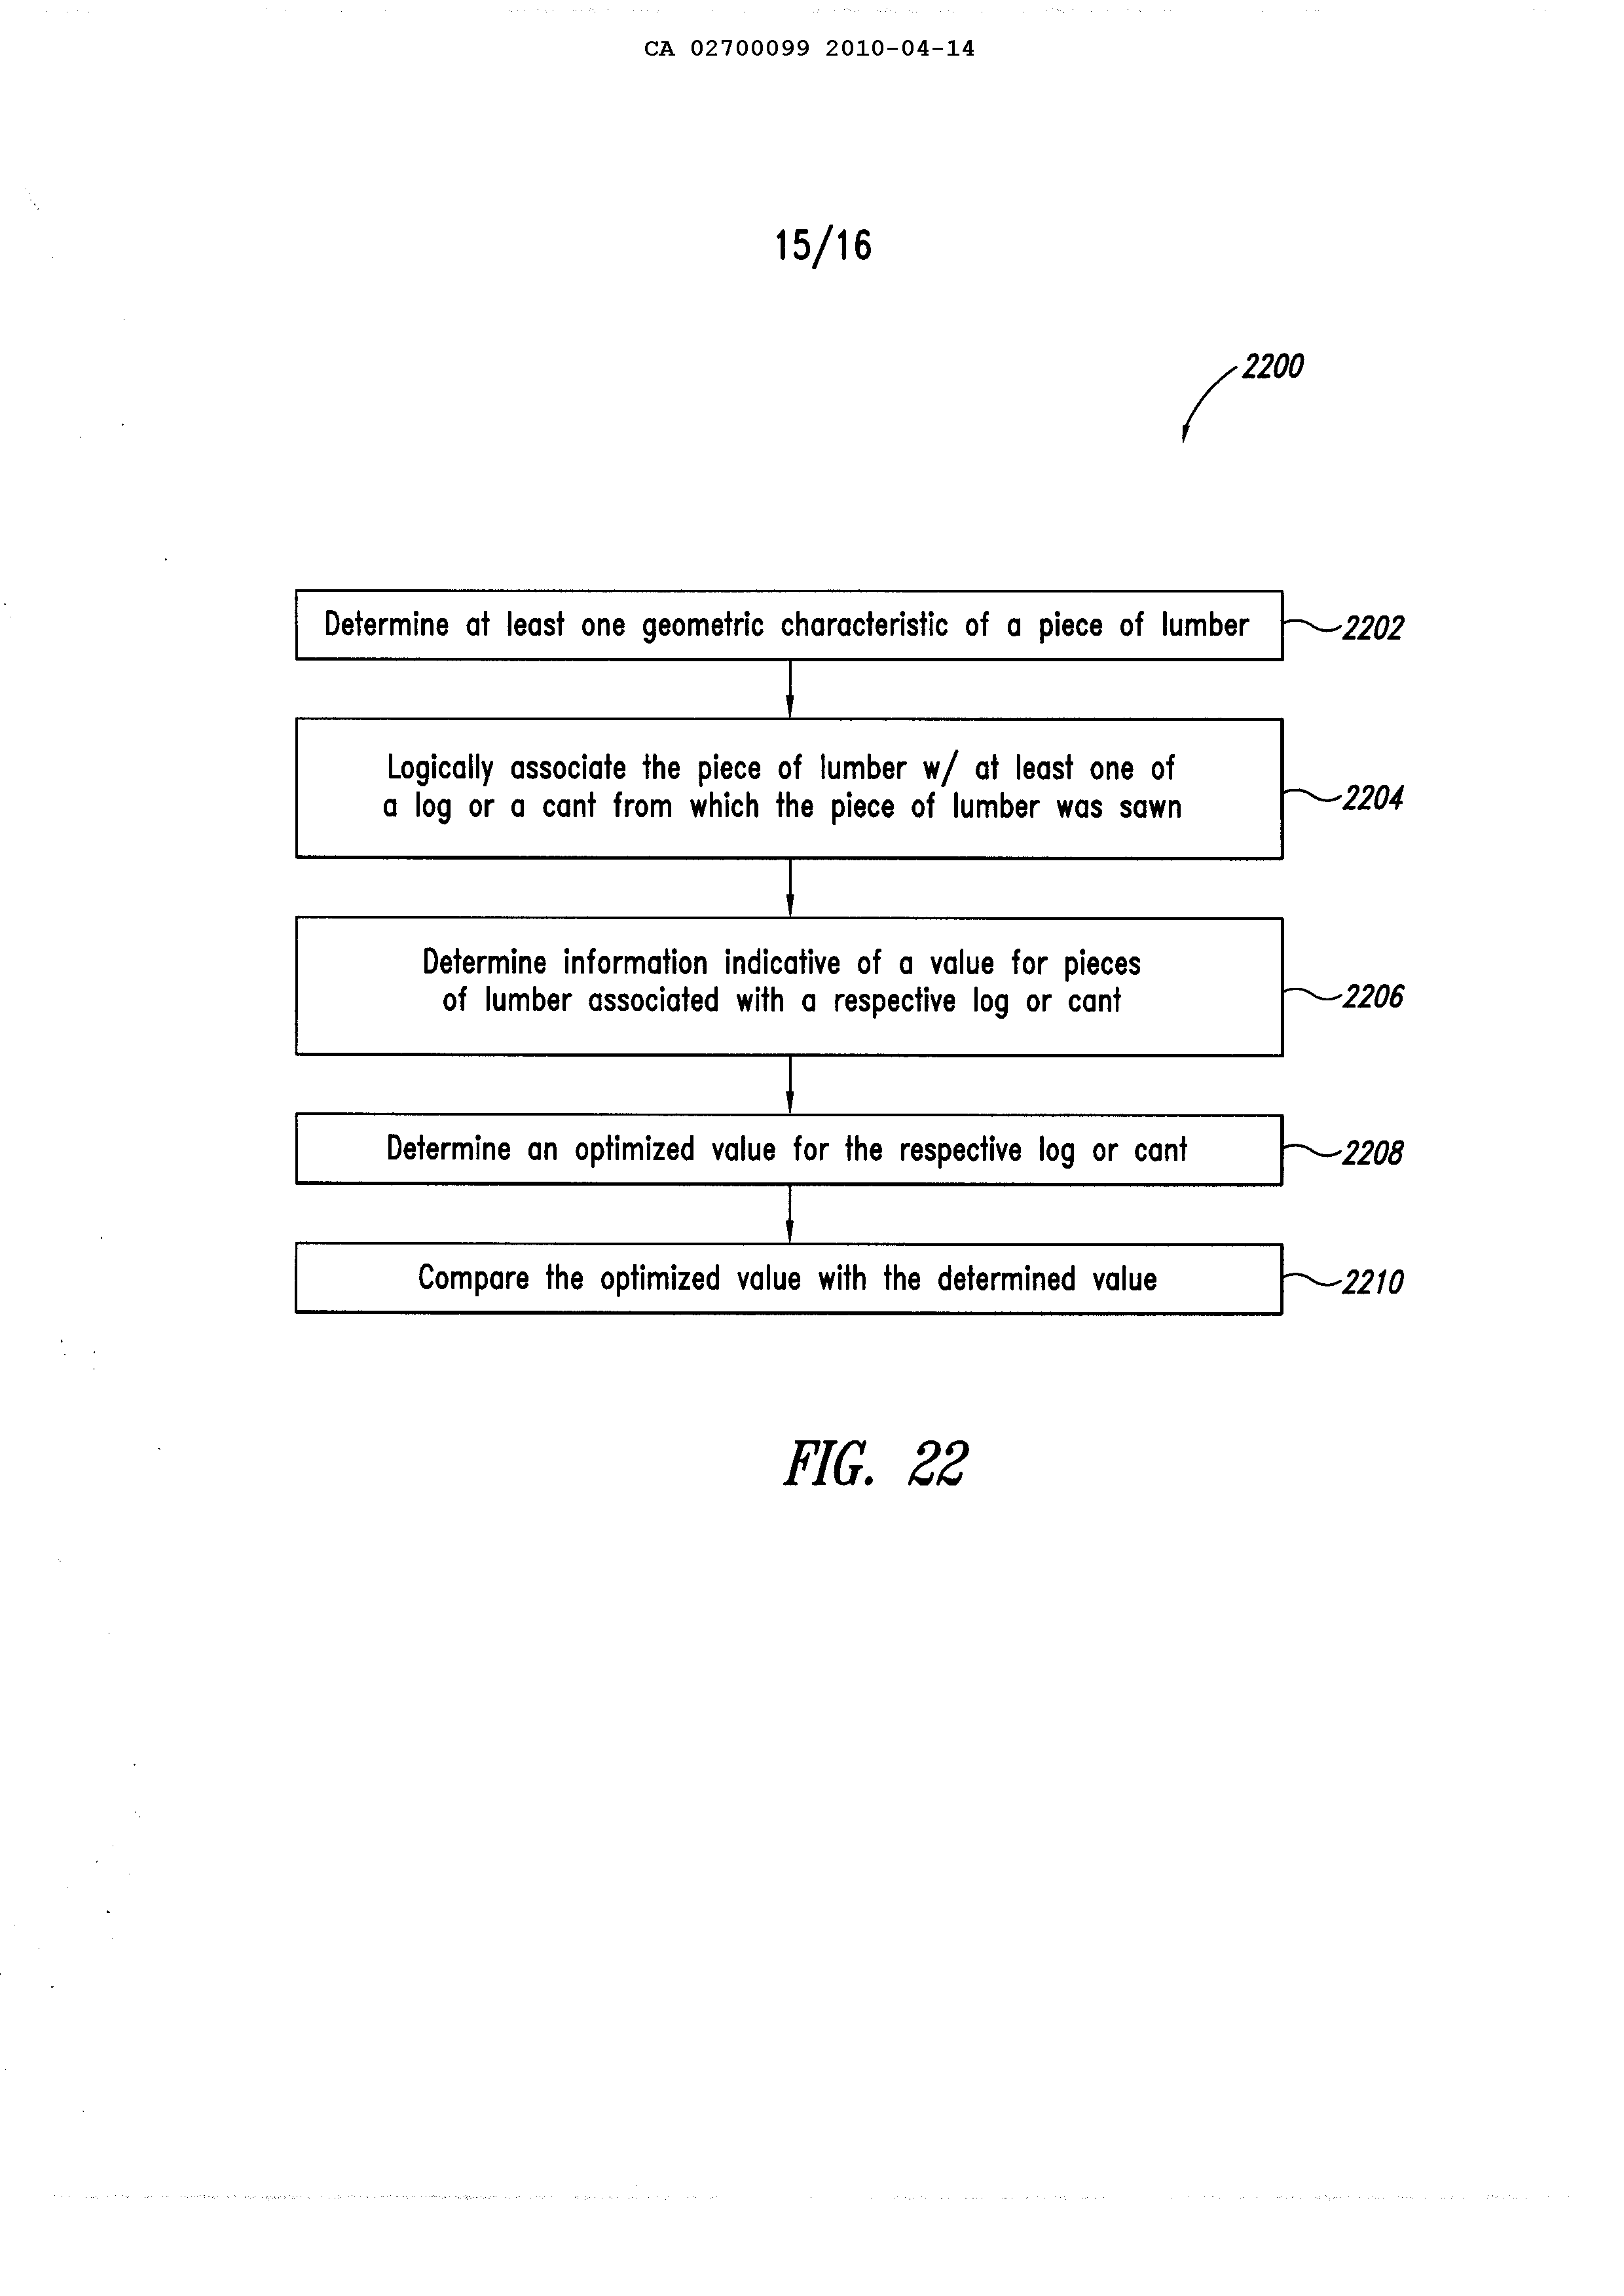 CA 02700099 2010-04-14
15/16
2200
Determine at least one geometric characteristic of a piece of lumber
2202
Logically associate the piece of lumber w/ at least one of
a log or a cant from which the piece of lumber was sawn
2204
Determine information indicative of a value for pieces
of lumber associated with a respective log or cant
2206
Determine an optimized value for the respective log or cant
2208
Compare the optimized value with the determined value
2210
FIG. 22